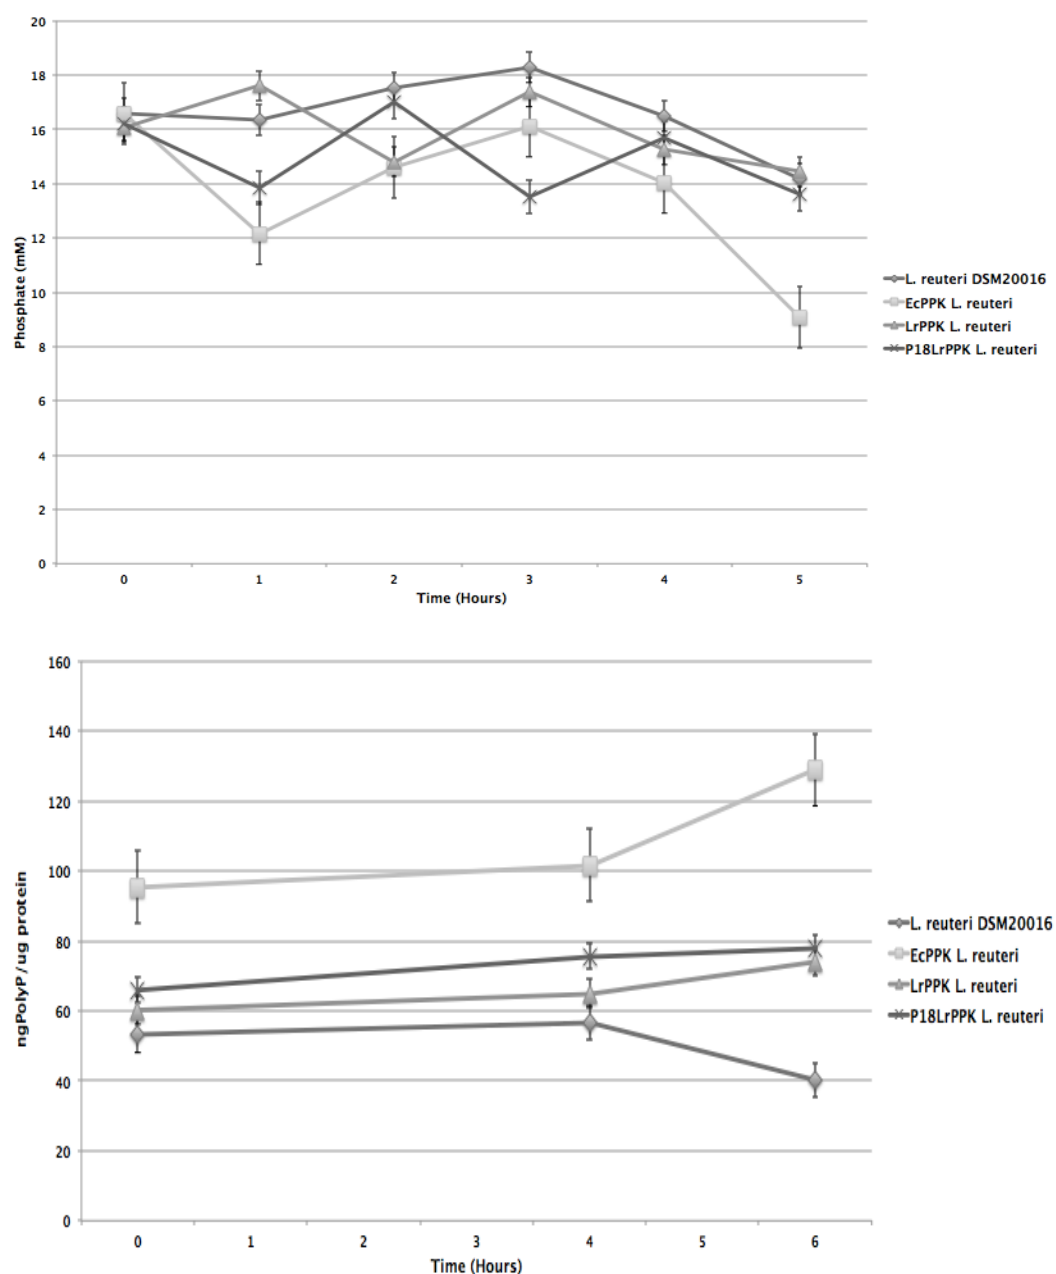 20
18
16
14
12
10
8
6
4
2
0
Phosphate (mM)
0 1 2 3 4 5
Time (Hours)
L. reuteri DSM20016
EcPPK L. reuteri
LrPPK L. reuteri
P18LrPPK L. reuteri
160
140
120
100
80
60
40
20
0
ngPolyP/ug protein
0 1 2 3 4 5 6
Time (Hours)
L. reuteri DSM20016
EcPPK L. reuteri
LrPPK L. reuteri
P18LrPPK L. reuteri